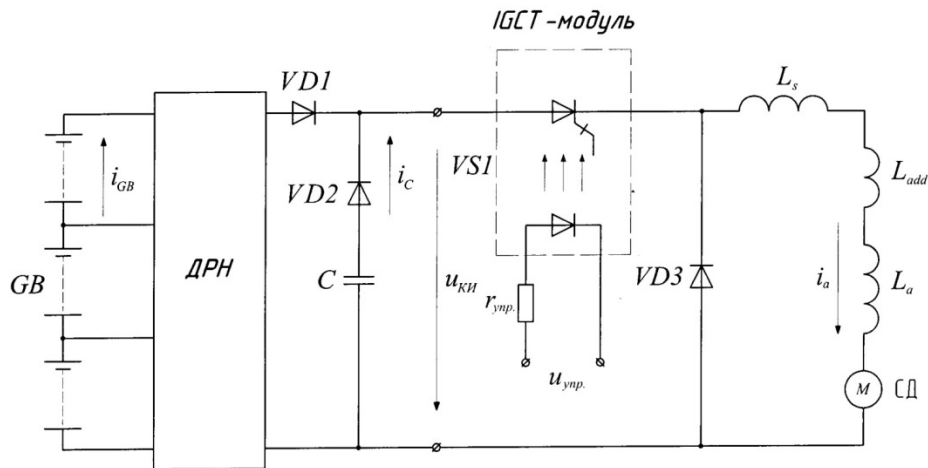 IGCT-модуль
VD1
L_s
i_GB
VD2
i_C
VS1
L_add
GB
ДРН
C
u_КИ
r_упр.
VD3
i_a
L_a
u_упр.
М
СД